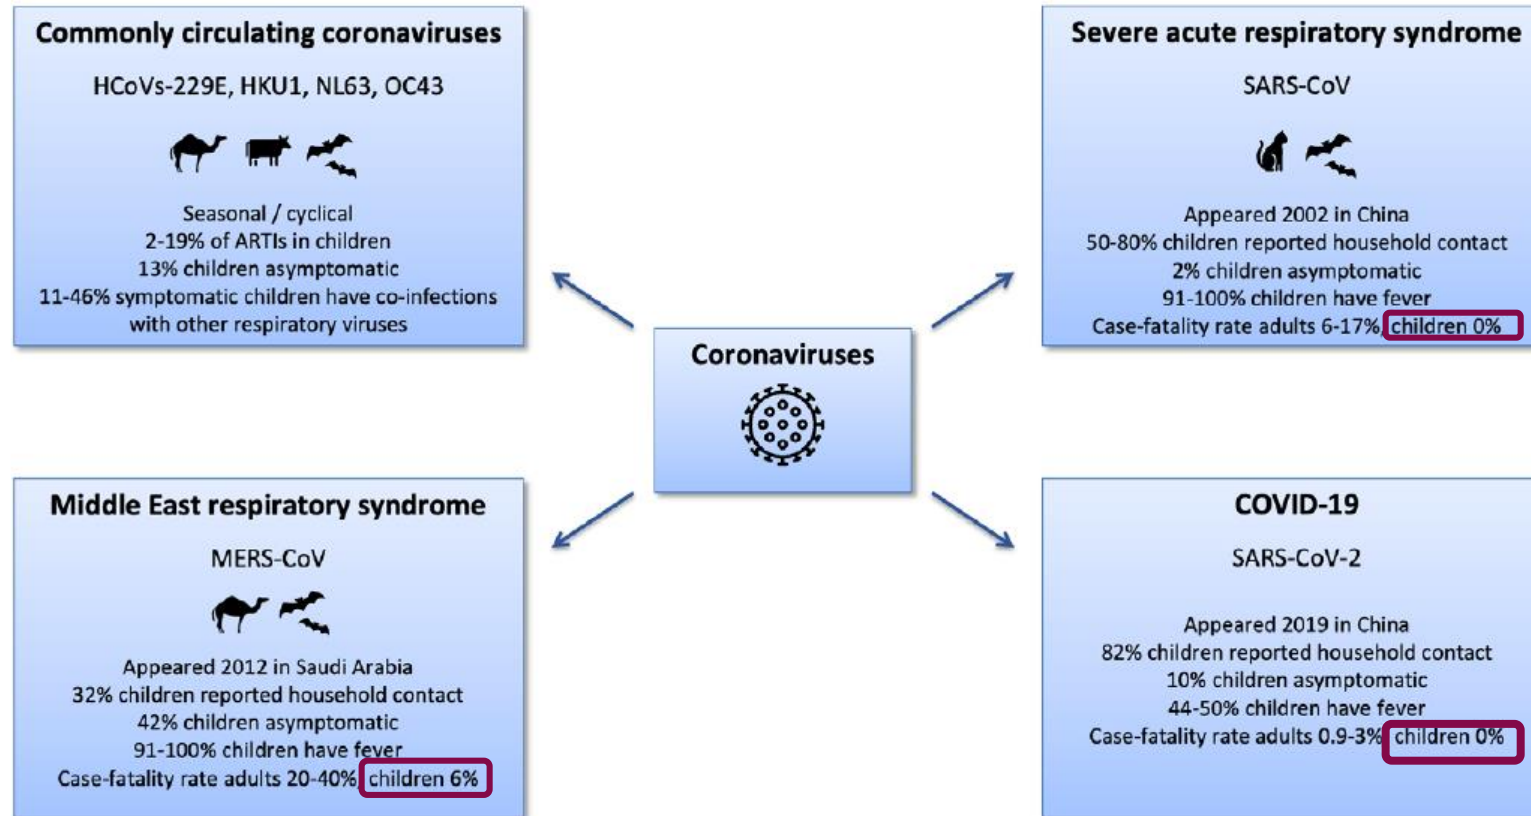 Commonly circulating coronaviruses
HCoVs-229E, HKU1, NL63, OC43
Seasonal / cyclical
2-19% of ARTIs in children
13% children asymptomatic
11-46% symptomatic children have co-infections
with other respiratory viruses
Severe acute respiratory syndrome
SARS-CoV
Appeared 2002 in China
50-80% children reported household contact
2% children asymptomatic
91-100% children have fever
Case-fatality rate adults 6-17%, children 0%
Coronaviruses
Middle East respiratory syndrome
MERS-CoV
Appeared 2012 in Saudi Arabia
32% children reported household contact
42% children asymptomatic
91-100% children have fever
Case-fatality rate adults 20-40%, children 6%
COVID-19
SARS-CoV-2
Appeared 2019 in China
82% children reported household contact
10% children asymptomatic
44-50% children have fever
Case-fatality rate adults 0.9-3%, children 0%